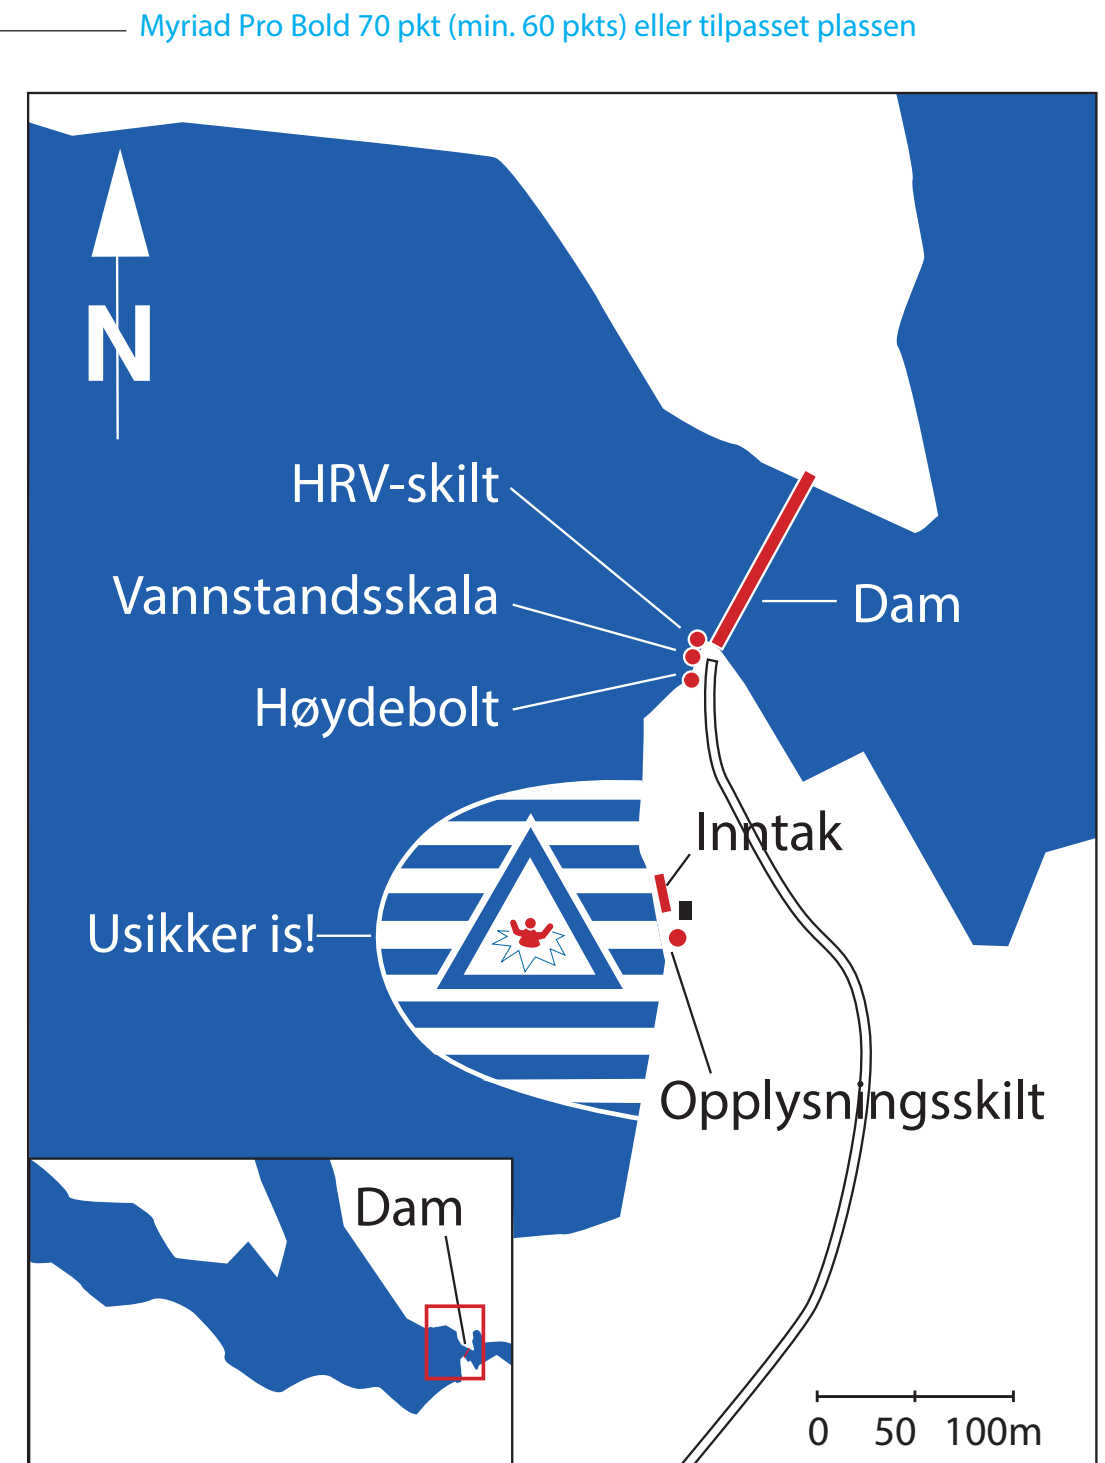 Myriad Pro Bold 70 pkt (min. 60 pkts) eller tilpasset plassen
N
HRV-skilt
Vannstandsskala
Dam
Høydebolt
Inntak
Usikker is!
Opplysningsskilt
Dam
0 50 100m